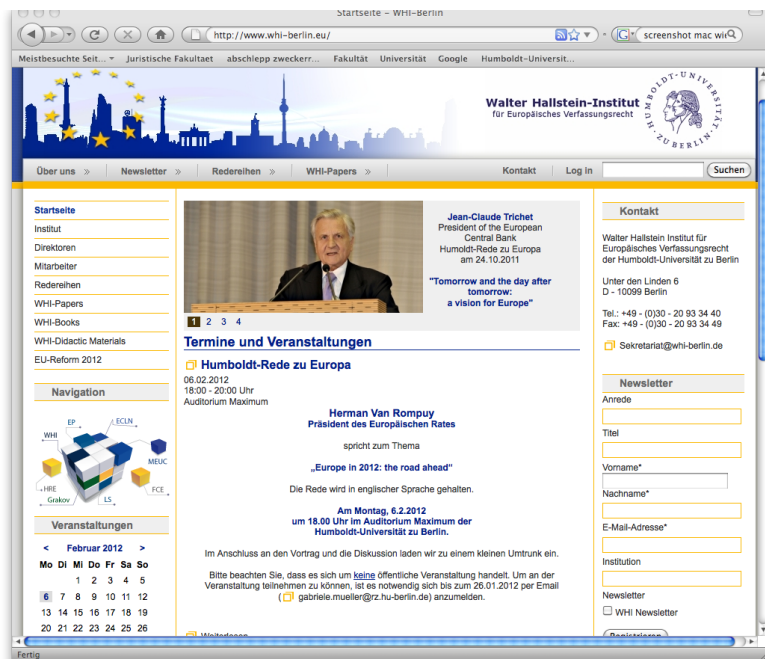 Startseite – WHI-Berlin
http://www.whi-berlin.eu/
screenshot mac wi
Meistbesuchte Seit... Juristische Fakultaet abschlepp zweckerr... Fakultät Universität Google Humboldt-Universit...
Walter Hallstein-Institut
für Europäisches Verfassungsrecht
HUMBOLDT-UNIVERSITÄT
ZU BERLIN
Über uns » Newsletter » Redereihen » WHI-Papers » Kontakt Log in Suchen
Startseite
Institut
Direktoren
Mitarbeiter
Redereihen
WHI-Papers
WHI-Books
WHI-Didactic Materials
EU-Reform 2012
Navigation
EP
ECLN
WHI
MEUC
HRE
FCE
Grakov
LS
Veranstaltungen
< Februar 2012 >
Mo Di Mi Do Fr Sa So
1 2 3 4 5
6 7 8 9 10 11 12
13 14 15 16 17 18 19
20 21 22 23 24 25 26
Jean-Claude Trichet
President of the European
Central Bank
Humoldt-Rede zu Europa
am 24.10.2011
"Tomorrow and the day after
tomorrow:
a vision for Europe"
1 2 3 4
Termine und Veranstaltungen
Humboldt-Rede zu Europa
06.02.2012
18:00 - 20:00 Uhr
Auditorium Maximum
Herman Van Rompuy
Präsident des Europäischen Rates
spricht zum Thema
„Europe in 2012: the road ahead"
Die Rede wird in englischer Sprache gehalten.
Am Montag, 6.2.2012
um 18.00 Uhr im Auditorium Maximum der
Humboldt-Universität zu Berlin.
Im Anschluss an den Vortrag und die Diskussion laden wir zu einem kleinen Umtrunk ein.
Bitte beachten Sie, dass es sich um keine öffentliche Veranstaltung handelt. Um an der
Veranstaltung teilnehmen zu können, ist es notwendig sich bis zum 26.01.2012 per Email
( gabriele.mueller@rz.hu-berlin.de) anzumelden.
Weiterlesen
Kontakt
Walter Hallstein Institut für
Europäisches Verfassungsrecht
der Humboldt-Universität zu Berlin
Unter den Linden 6
D - 10099 Berlin
Tel.: +49 - (0)30 - 20 93 34 40
Fax: +49 - (0)30 - 20 93 34 49
Sekretariat@whi-berlin.de
Newsletter
Anrede
Titel
Vorname*
Nachname*
E-Mail-Adresse*
Institution
Newsletter
WHI Newsletter
Registrieren
Fertig